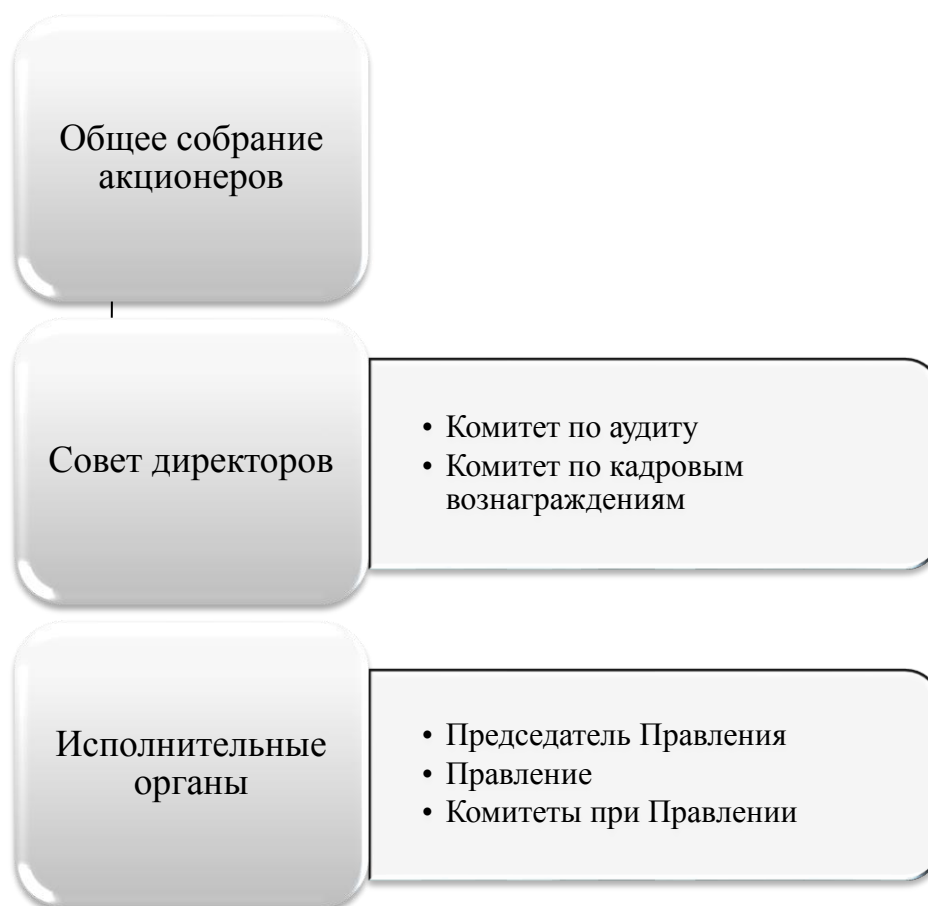 Общее собрание
акционеров
Совет директоров
• Комитет по аудиту
• Комитет по кадровым
вознаграждениям
Исполнительные
органы
• Председатель Правления
• Правление
• Комитеты при Правлении